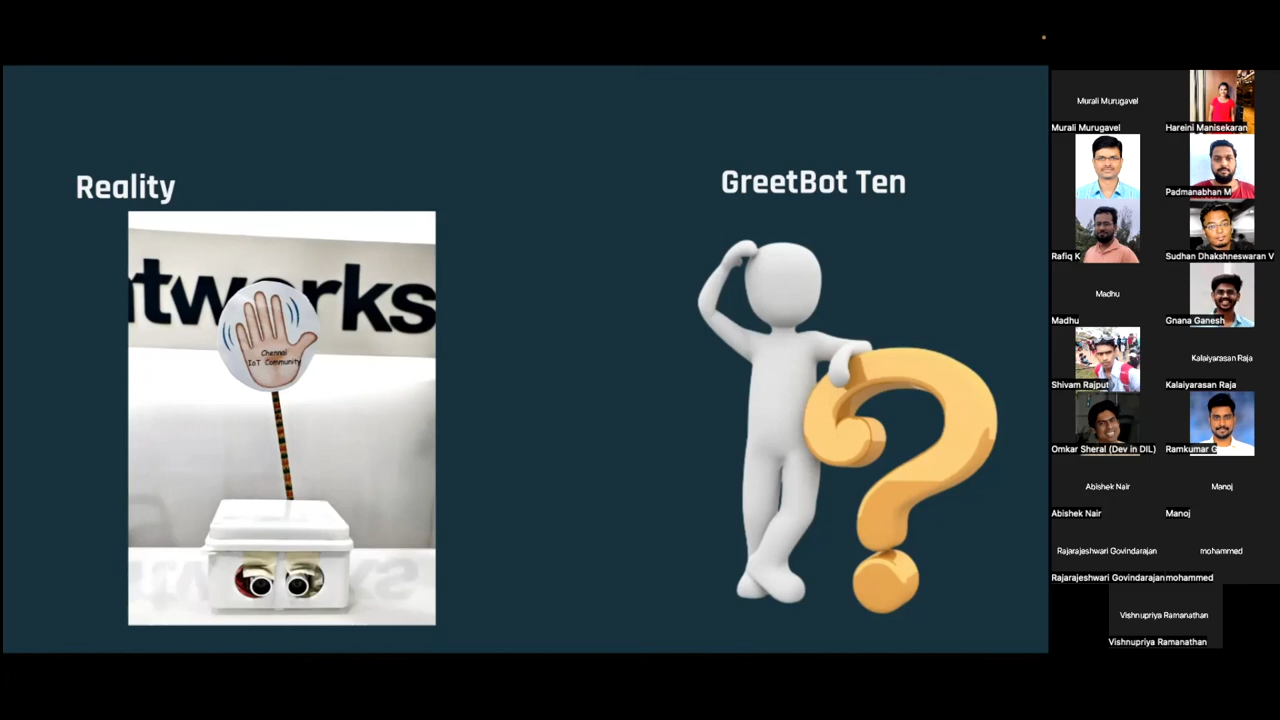 Reality
GreetBot Ten
tworks
Chennai
IoT Community
Murali Murugavel
Murali Murugavel
Hareini Manisekaran
Padmanabhan M
Rafiq K
Sudhan Dhakshneswaran V
Madhu
Madhu
Gnana Ganesh
Shivam Rajput
Kalaiyarasan Raja
Kalaiyarasan Raja
Omkar Sheral (Dev in DIL)
Ramkumar G
Abishek Nair
Abishek Nair
Manoj
Manoj
Rajarajeshwari Govindarajan
Rajarajeshwari Govindarajan
mohammed
mohammed
Vishnupriya Ramanathan
Vishnupriya Ramanathan